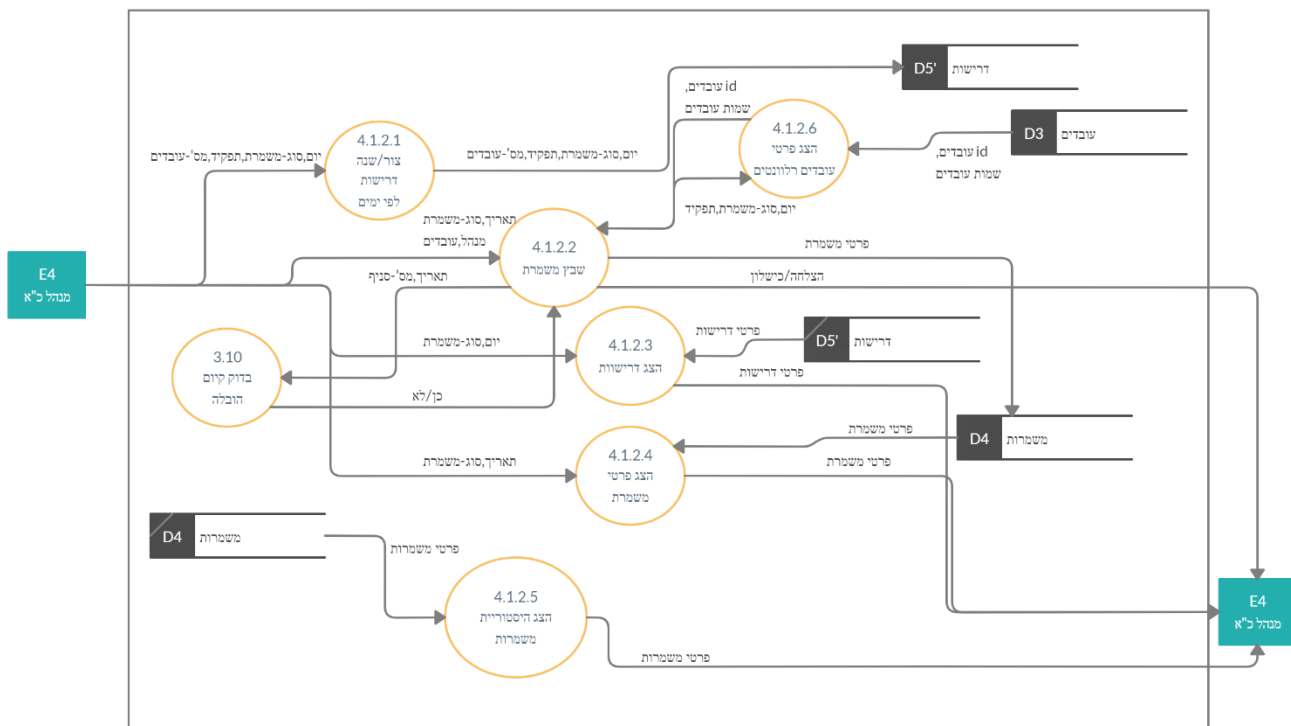 D5'
דרישות
id עובדים,
שמות עובדים
4.1.2.6
הצג פרטי
עובדים רלוונטים
D3
עובדים
id עובדים,
שמות עובדים
4.1.2.1
צור/שנה
דרישות
לפי ימים
יום,סוג-משמרת,תפקיד,מס'-עובדים
יום,סוג-משמרת,תפקיד,מס'-עובדים
יום,סוג-משמרת,תפקיד
תאריך,סוג-משמרת
מנהל,עובדים
4.1.2.2
שבץ משמרת
פרטי משמרת
E4
מנהל כ"א
תאריך,מס'-סניף
הצלחה/כישלון
3.10
בדוק קיום
הובלה
יום,סוג-משמרת
4.1.2.3
הצג דרישוות
פרטי דרישות
D5'
דרישות
פרטי דרישות
כן/לא
D4
משמרות
פרטי משמרת
4.1.2.4
הצג פרטי
משמרת
תאריך,סוג-משמרת
פרטי משמרת
D4
משמרות
פרטי משמרות
4.1.2.5
הצג היסטוריית
משמרות
E4
מנהל כ"א
פרטי משמרות